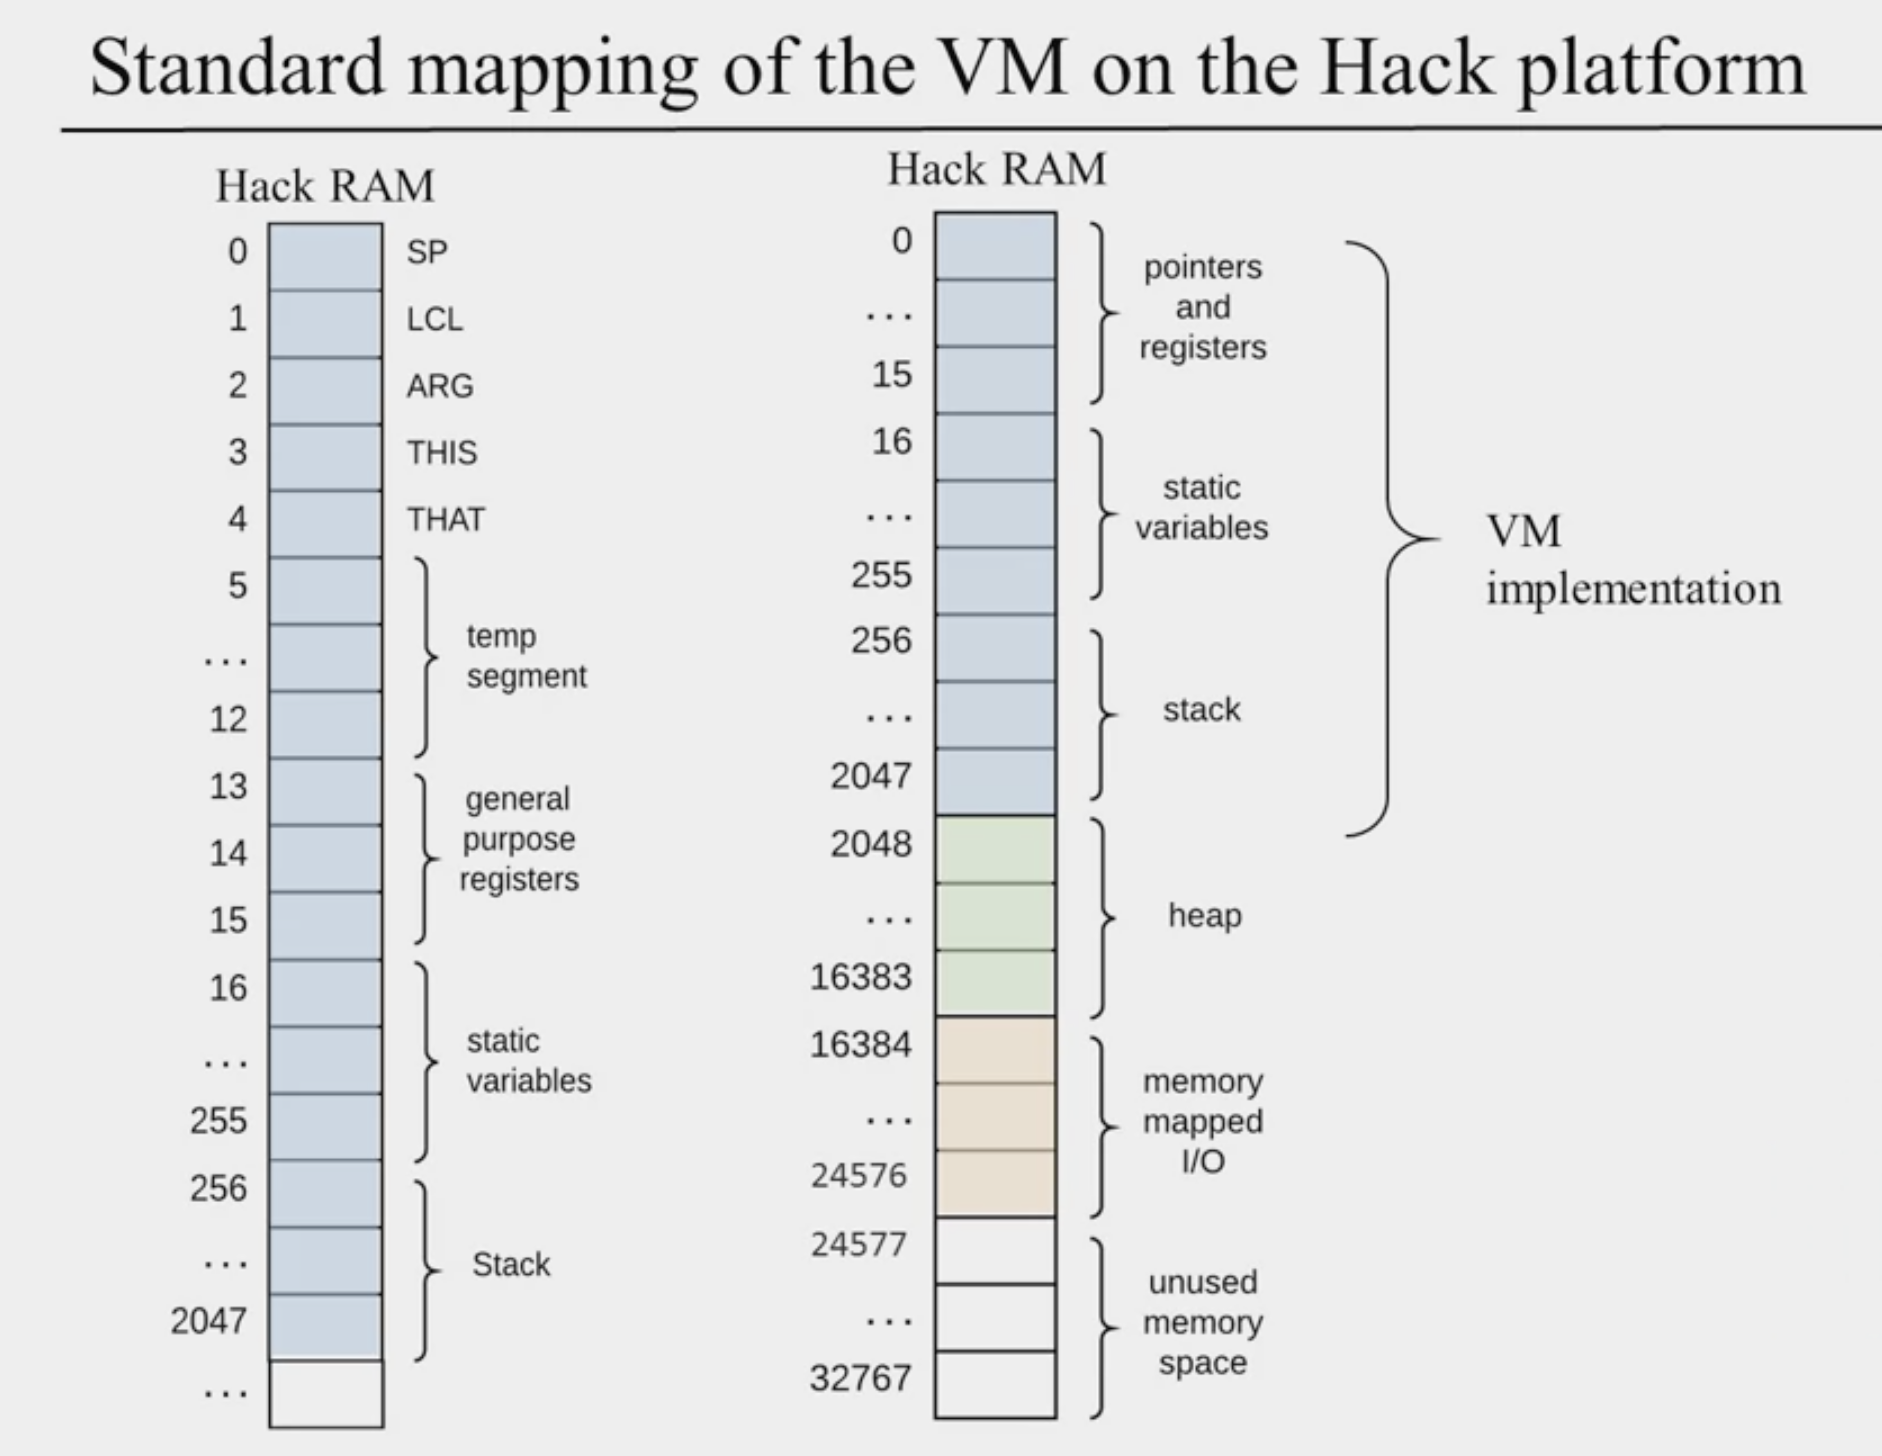 Standard mapping of the VM on the Hack platform
Hack RAM
0 SP
1 LCL
2 ARG
3 THIS
4 THAT
5
...
12
temp
segment
13
14
15
general
purpose
registers
16
...
255
static
variables
256
...
2047
Stack
...
Hack RAM
0
...
15
pointers
and
registers
16
...
255
static
variables
256
...
2047
stack
VM
implementation
2048
...
16383
heap
16384
...
24576
memory
mapped
I/O
24577
...
32767
unused
memory
space